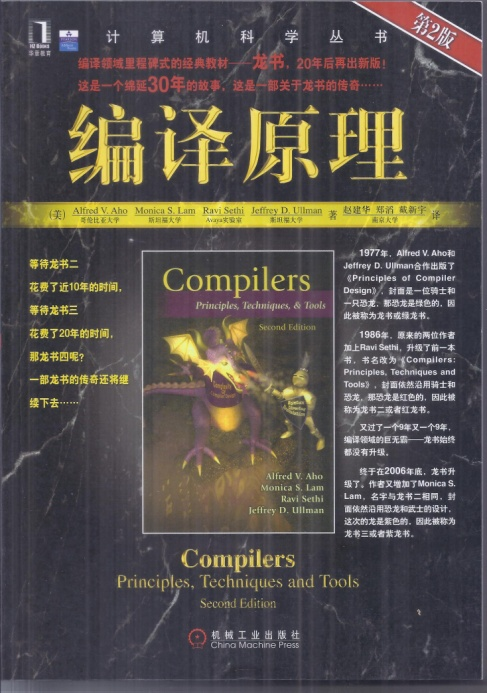 华章教育
计算机科学丛书
第2版
编译领域里程碑式的经典教材——龙书，20年后再出新版！
这是一个绵延30年的故事，这是一部关于龙书的传奇……
编译原理
（美） Alfred V. Aho Monica S. Lam Ravi Sethi Jeffrey D. Ullman 著 赵建华 郑滔 戴新宇 译
哥伦比亚大学 斯坦福大学 Avaya实验室 斯坦福大学 南京大学
等待龙书二
花费了近10年的时间，
等待龙书三
花费了20年的时间，
那龙书四呢？
一部龙书的传奇还将继
续下去……
Compilers
Principles, Techniques, & Tools
Second Edition
Alfred V. Aho
Monica S. Lam
Ravi Sethi
Jeffrey D. Ullman
1977年，Alfred V. Aho和
Jeffrey D. Ullman合作出版了
《Principles of Compiler
Design》，封面是一位骑士和
一只恐龙，那恐龙是绿色的，因
此被称为龙书或绿龙书。
1986年，原来的两位作者
加上Ravi Sethi，升级了前一本
书，书名改为《Compilers:
Principles, Techniques and
Tools》，封面依然沿用骑士和
恐龙，那恐龙是红色的，因此被
称为龙书二或者红龙书。
又过了一个9年又一个9年，
编译领域的巨无霸——龙书始终
都没有升级。
终于在2006年底，龙书升
级了。作者又增加了Monica S.
Lam，名字与龙书二相同，封
面依然沿用恐龙和武士的设计，
这次的龙是紫色的，因此被称为
龙书三或者紫龙书。
Compilers
Principles, Techniques and Tools
Second Edition
机械工业出版社
China Machine Press